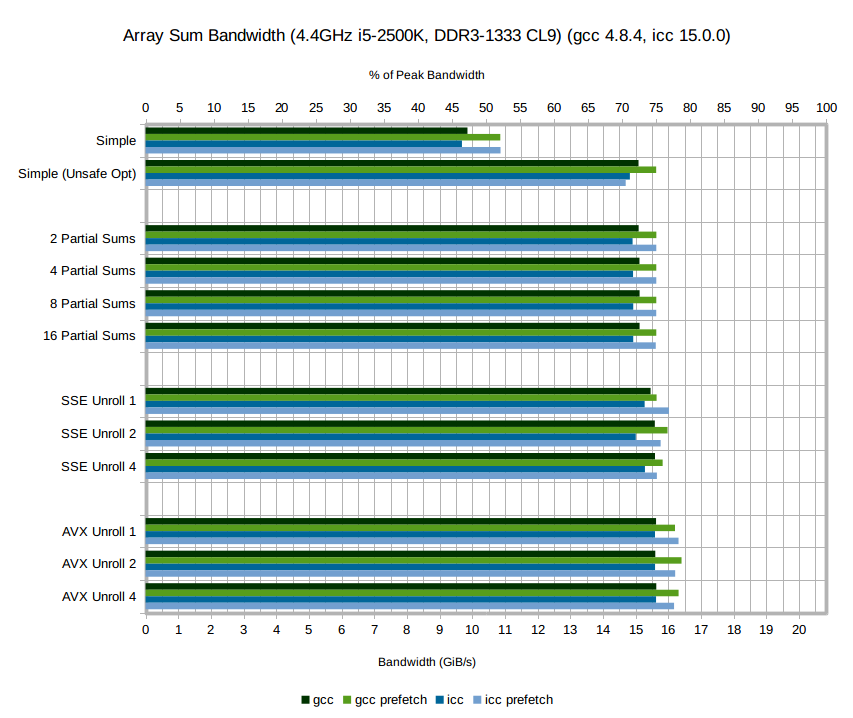 Array Sum Bandwidth (4.4GHz i5-2500K, DDR3-1333 CL9) (gcc 4.8.4, icc 15.0.0)
% of Peak Bandwidth
0 5 10 15 20 25 30 35 40 45 50 55 60 65 70 75 80 85 90 95 100
Simple
Simple (Unsafe Opt)
2 Partial Sums
4 Partial Sums
8 Partial Sums
16 Partial Sums
SSE Unroll 1
SSE Unroll 2
SSE Unroll 4
AVX Unroll 1
AVX Unroll 2
AVX Unroll 4
0 1 2 3 4 5 6 7 8 9 10 11 12 13 14 15 16 17 18 19 20
Bandwidth (GiB/s)
gcc gcc prefetch icc icc prefetch